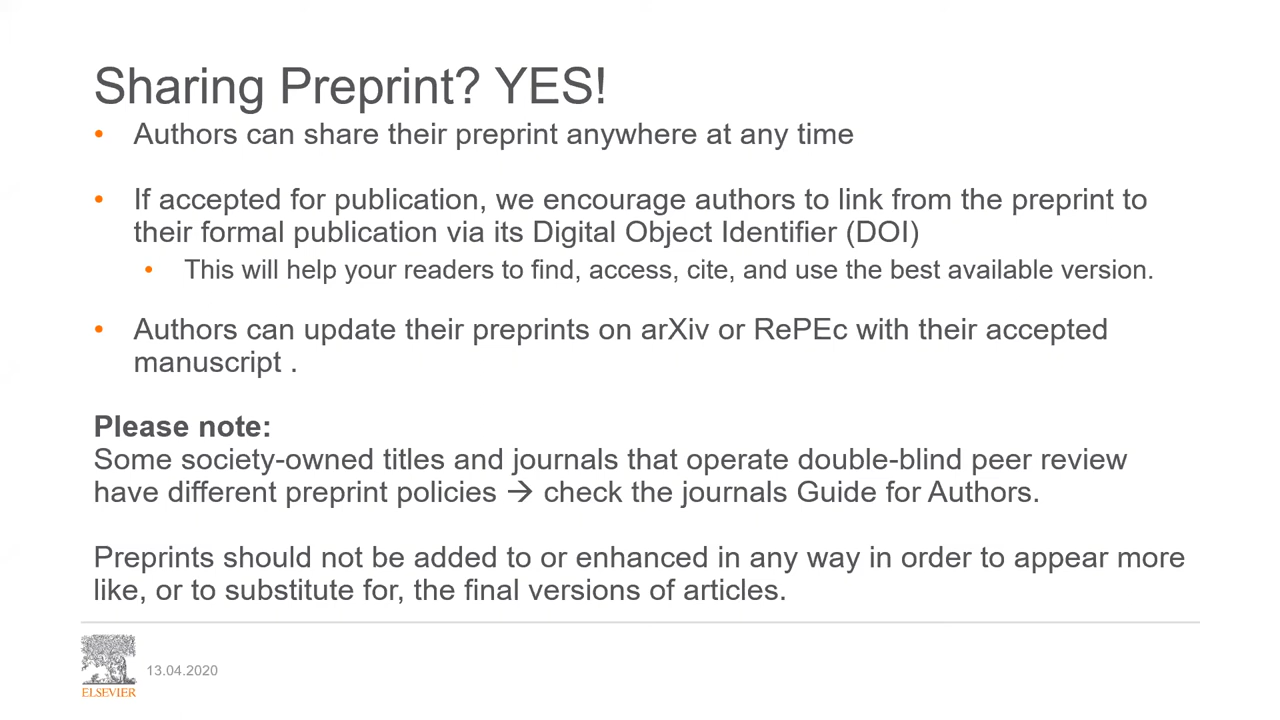 Sharing Preprint? YES!
• Authors can share their preprint anywhere at any time
• If accepted for publication, we encourage authors to link from the preprint to
their formal publication via its Digital Object Identifier (DOI)
• This will help your readers to find, access, cite, and use the best available version.
• Authors can update their preprints on arXiv or RePEc with their accepted
manuscript .
Please note:
Some society-owned titles and journals that operate double-blind peer review
have different preprint policies → check the journals Guide for Authors.
Preprints should not be added to or enhanced in any way in order to appear more
like, or to substitute for, the final versions of articles.
13.04.2020
ELSEVIER